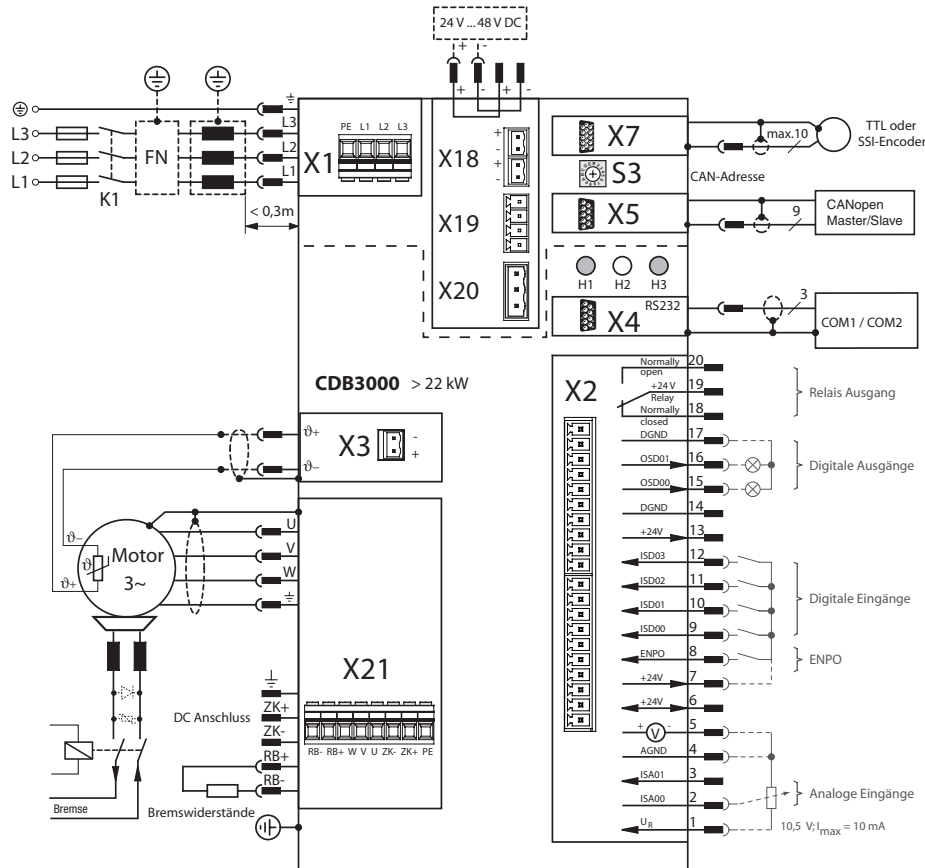 24 V ... 48 V DC
+ - 
+ - + -
L3
L2
L1
K1
FN
< 0,3m
L3
L2
L1
X1
PE L1 L2 L3
X18
+
-
+
-
X19
X20
X7
S3
CAN-Adresse
X5
H1 H2 H3
RS232
X4
max.10
TTL oder
SSI-Encoder
9
CANopen
Master/Slave
3
COM1 / COM2
CDB3000 > 22 kW
ϑ+
ϑ-
X3
-
+
ϑ-
ϑ
ϑ+
Motor
3~
U
V
W
X21
RB- RB+ W V U ZK- ZK+ PE
DC Anschluss
ZK+
ZK-
RB+
RB-
Bremse
Bremswiderstände
X2
Normally
open
20
+24 V
19
Relay
Normally
closed
18
Relais Ausgang
DGND 17
OSD01 16
OSD00 15
Digitale Ausgänge
DGND 14
+24V 13
ISD03 12
ISD02 11
ISD01 10
ISD00 9
Digitale Eingänge
ENPO 8
ENPO
+24V 7
+24V 6
+ V - 5
AGND 4
ISA01 3
ISA00 2
Analoge Eingänge
UR 1
10,5 V; Imax = 10 mA